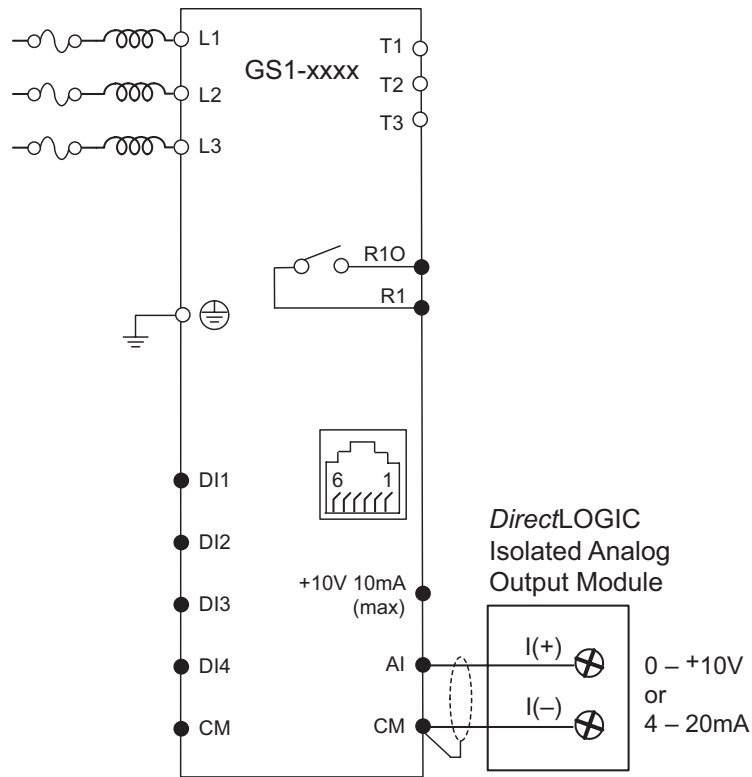 L1
T1
GS1-xxxx
L2
T2
L3
T3
R1O
R1
6 1
DI1
DI2
DI3
DI4
CM
+10V 10mA
(max)
AI
CM
DirectLOGIC
Isolated Analog
Output Module
I(+)
I(–)
0 – +10V
or
4 – 20mA